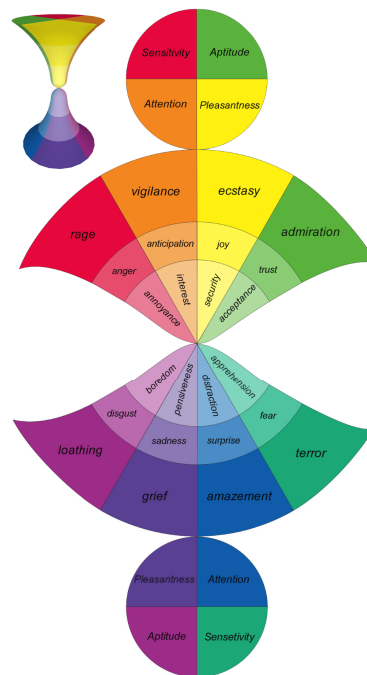 Sensitivity
Aptitude
Attention
Pleasantness
vigilance
ecstasy
rage
admiration
anticipation
joy
anger
trust
annoyance
interest
security
acceptance
boredom
pensiveness
distraction
apprehension
disgust
fear
sadness
surprise
loathing
terror
grief
amazement
Pleasantness
Attention
Aptitude
Sensetivity